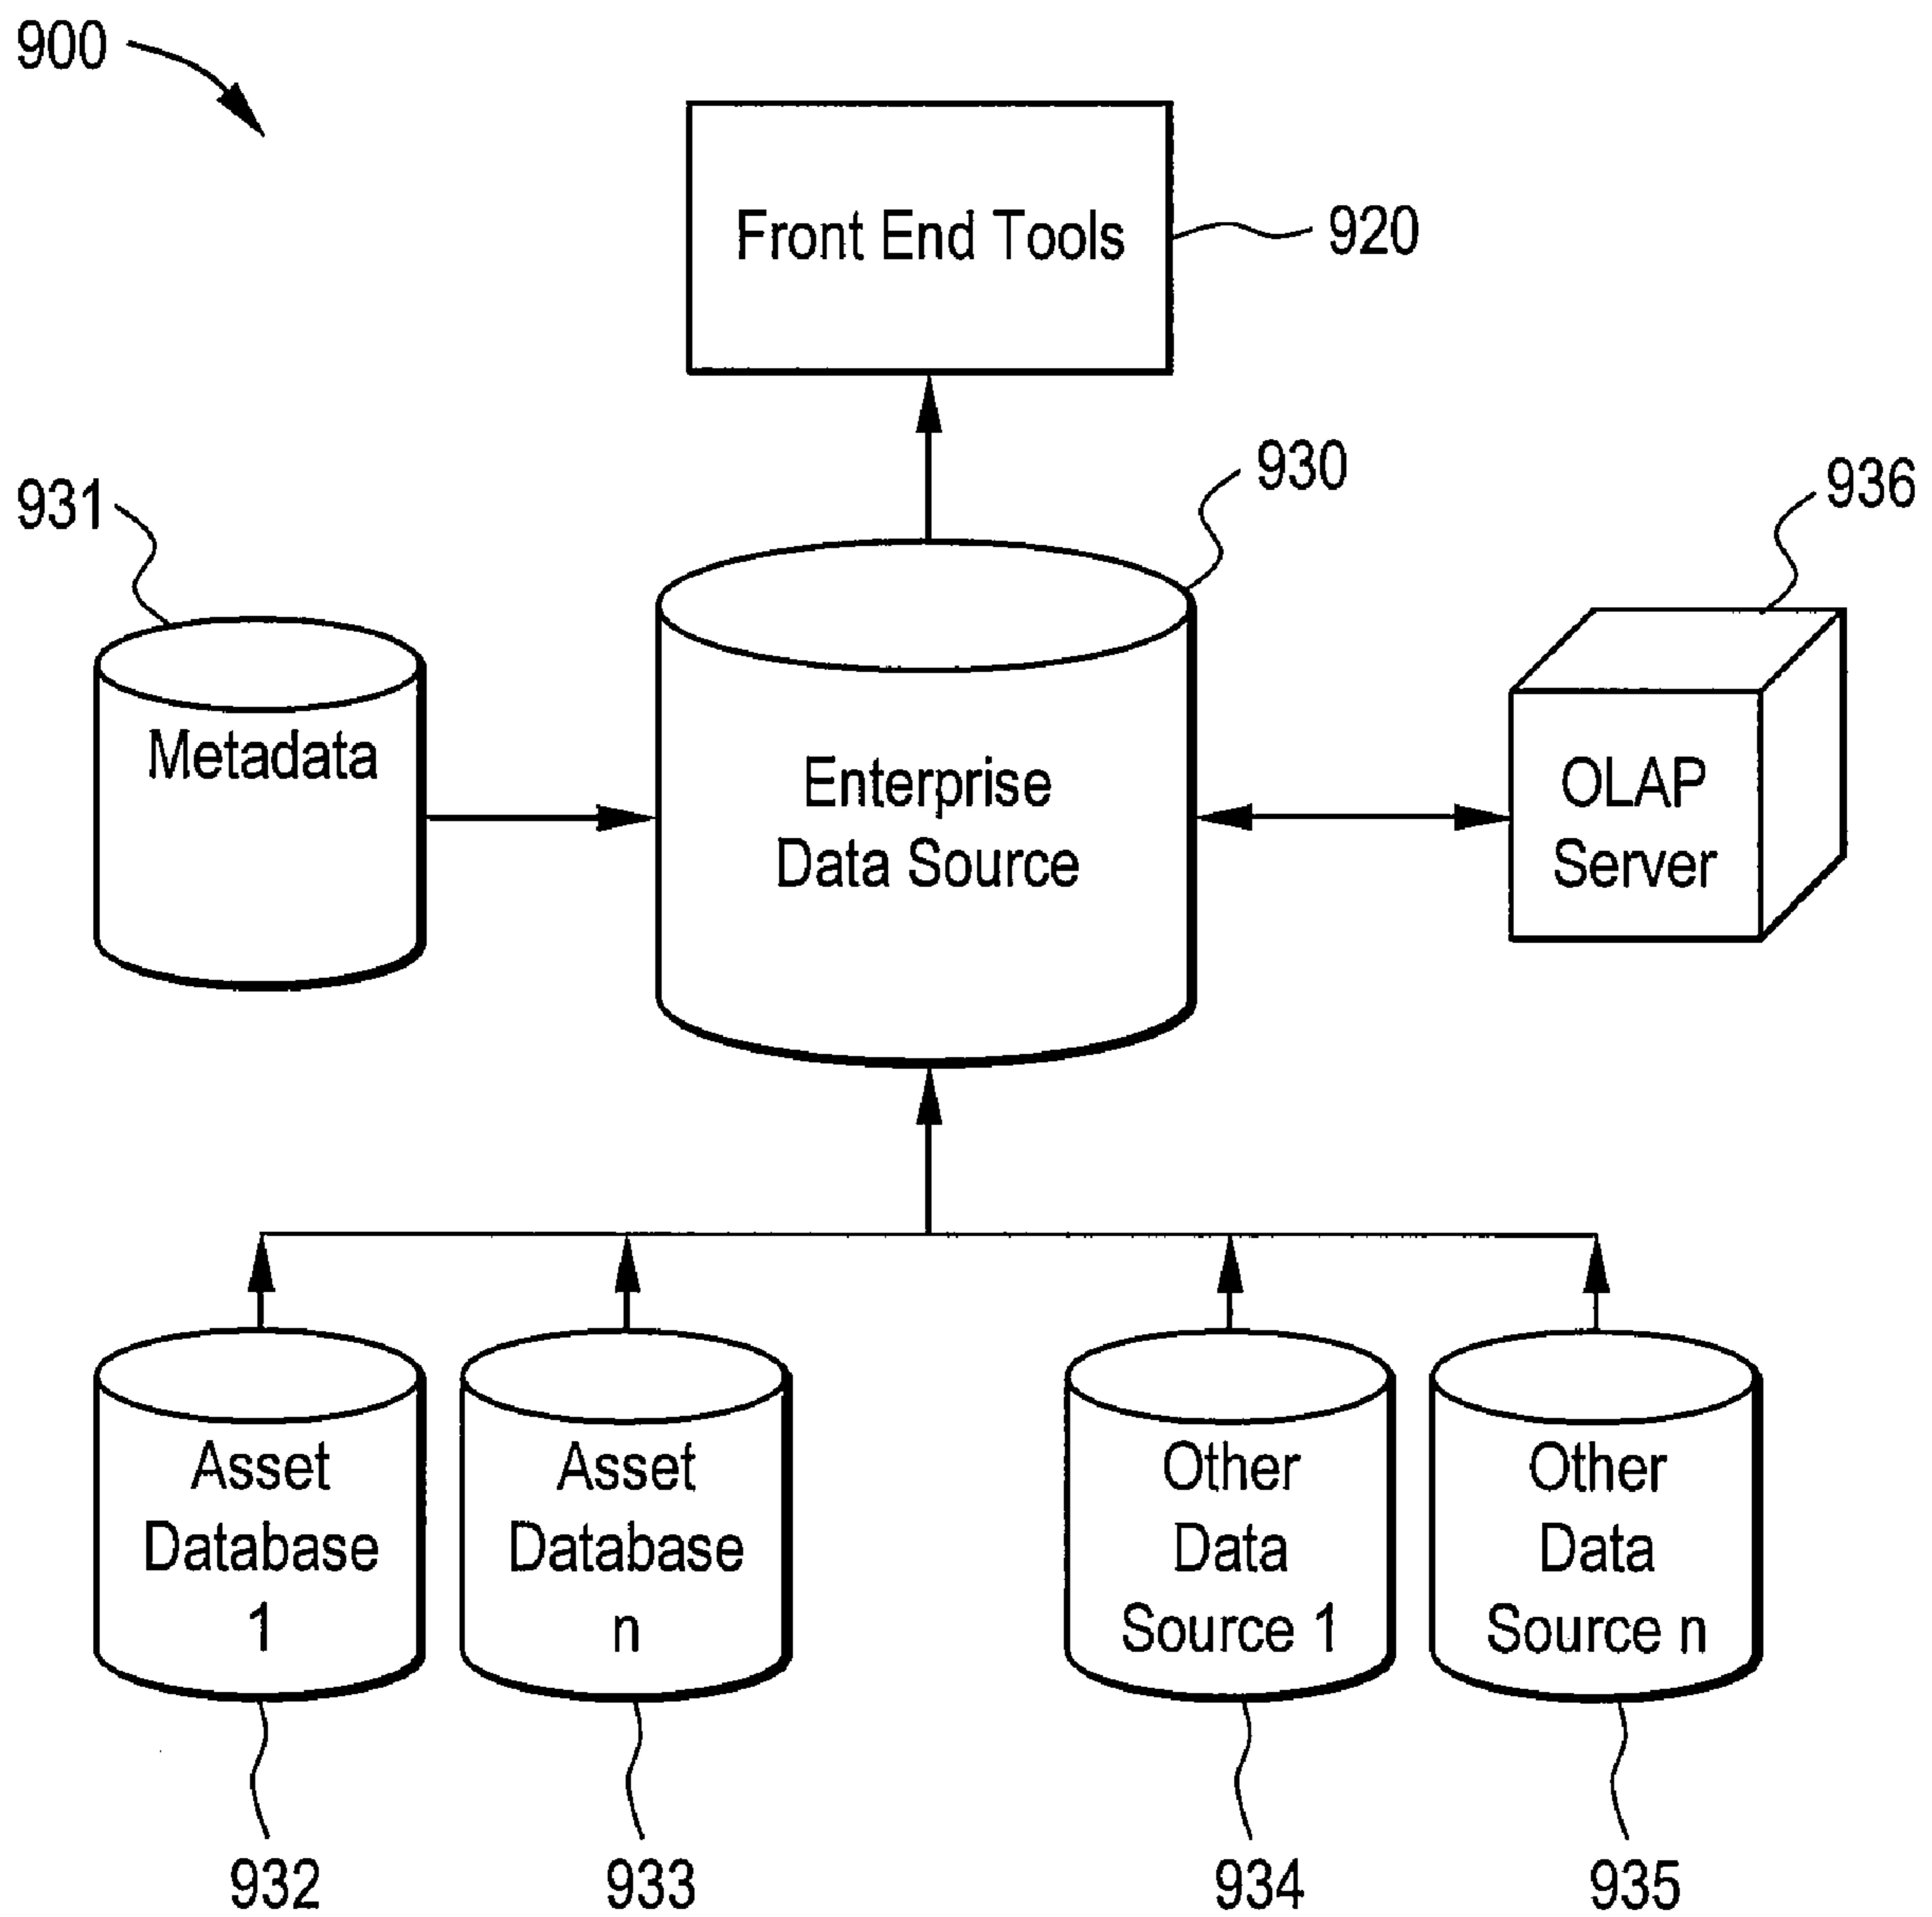 900
Front End Tools
920
930
936
931
Metadata
Enterprise
Data Source
OLAP
Server
Asset
Database
1
Asset
Database
n
Other
Data
Source 1
Other
Data
Source n
932
933
934
935